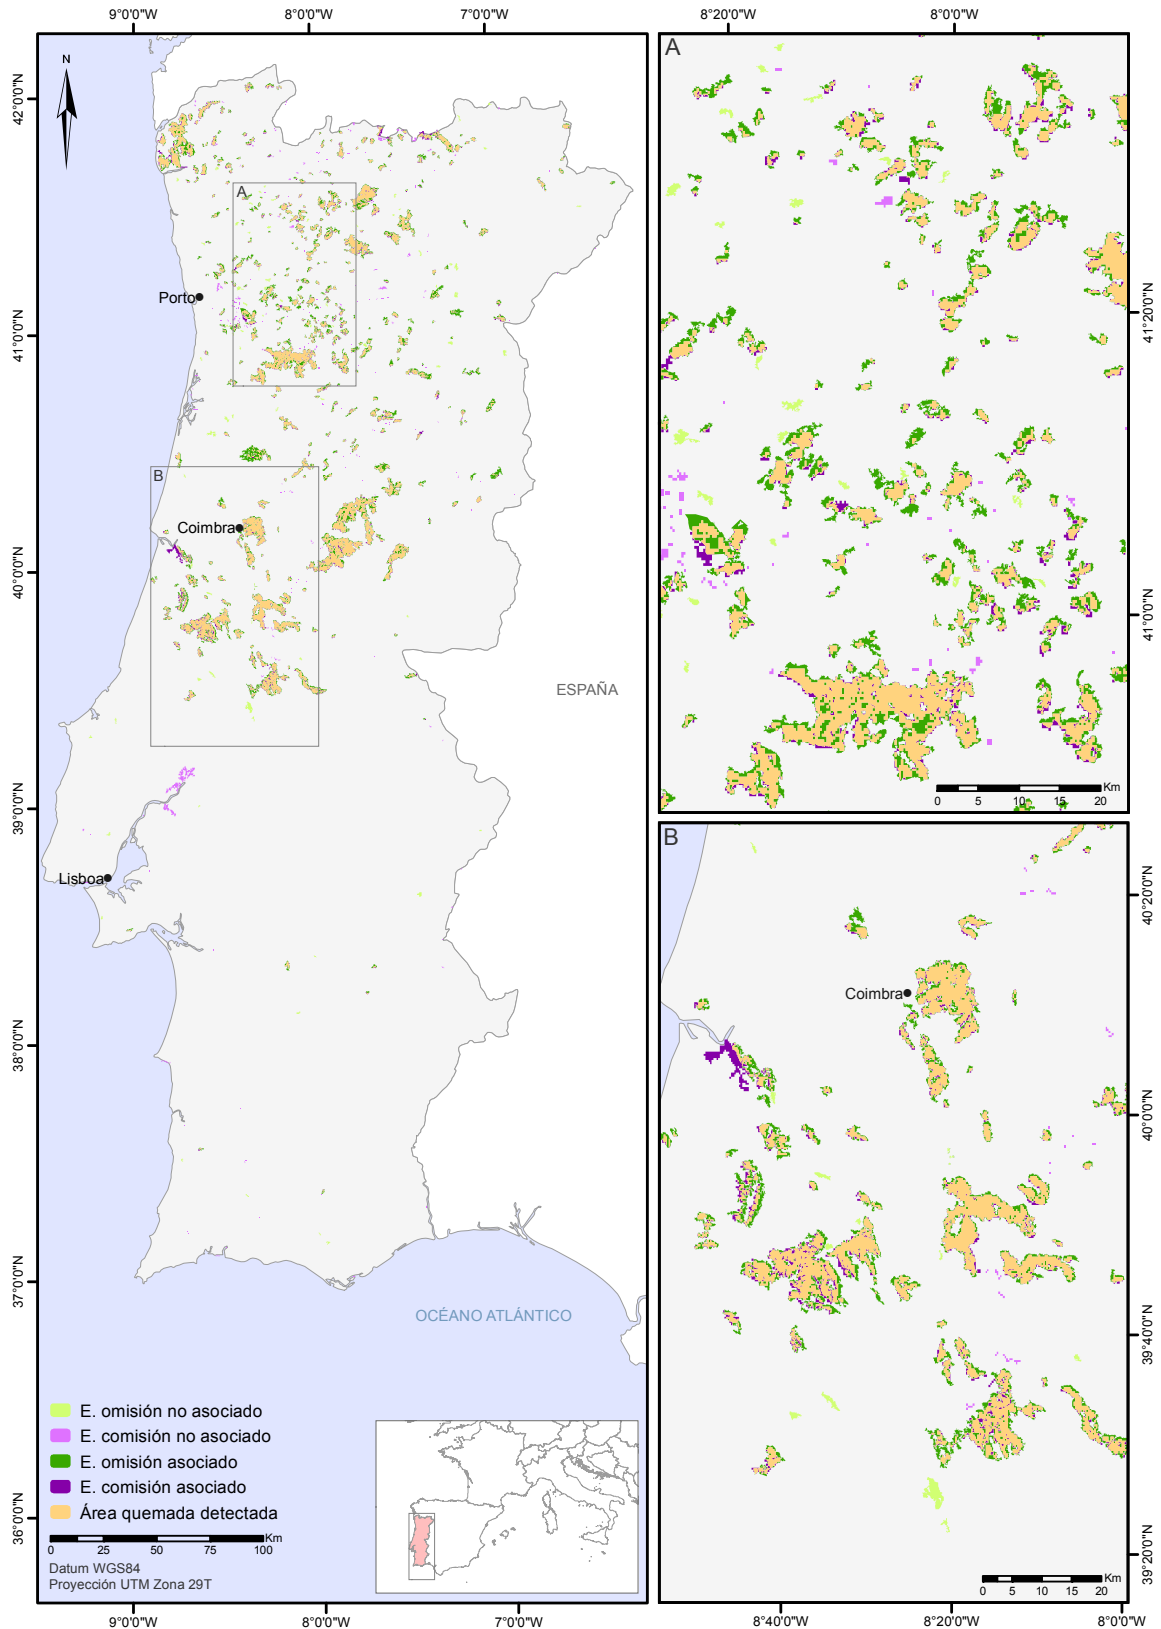 9°0'0"W
8°0'0"W
7°0'0"W
8°20'0"W
8°0'0"W
N
42°0'0"N
41°0'0"N
40°0'0"N
39°0'0"N
38°0'0"N
37°0'0"N
36°0'0"N
A
Porto
B
Coimbra
ESPAÑA
Lisboa
OCÉANO ATLÁNTICO
E. omisión no asociado
E. comisión no asociado
E. omisión asociado
E. comisión asociado
Área quemada detectada
Km
0 25 50 75 100
Datum WGS84
Proyección UTM Zona 29T
9°0'0"W
8°0'0"W
7°0'0"W
A
41°20'0"N
41°0'0"N
Km
0 5 10 15 20
B
Coimbra
40°20'0"N
40°0'0"N
39°40'0"N
39°20'0"N
Km
0 5 10 15 20
8°40'0"W
8°20'0"W
8°0'0"W